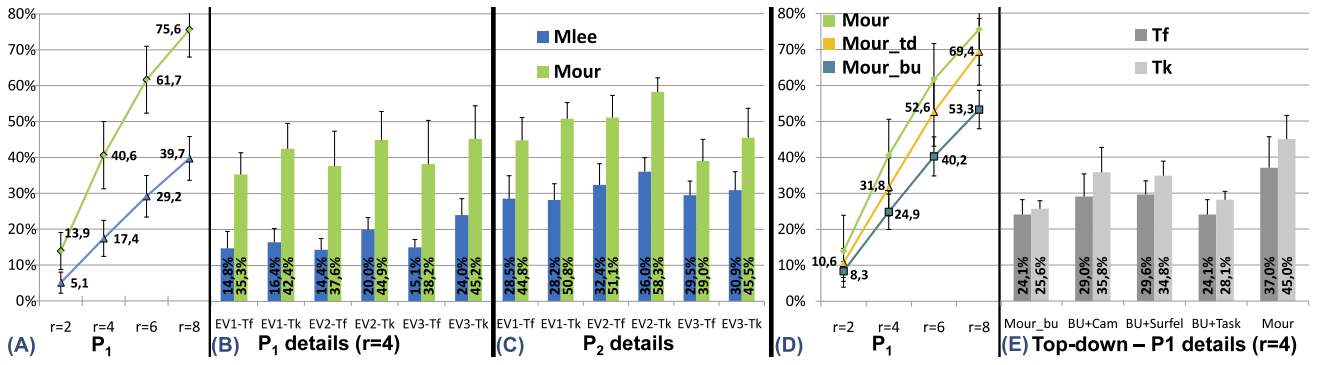 80%
70%
60%
50%
40%
30%
20%
10%
0%
75,6
61,7
40,6
39,7
29,2
13,9
17,4
5,1
r=2 r=4 r=6 r=8
(A) P1
14,8% 35,3% 16,4% 42,4% 14,4% 37,6% 20,0% 44,9% 15,1% 38,2% 24,0% 45,2%
EV1-Tf EV1-Tk EV2-Tf EV2-Tk EV3-Tf EV3-Tk
(B) P1 details (r=4)
Mlee
Mour
28,5% 44,8% 28,2% 50,8% 32,4% 51,1% 36,0% 58,3% 29,5% 39,0% 30,9% 45,5%
EV1-Tf EV1-Tk EV2-Tf EV2-Tk EV3-Tf EV3-Tk
(C) P2 details
80%
70%
60%
50%
40%
30%
20%
10%
0%
Mour
Mour_td
Mour_bu
69,4
52,6
53,3
40,2
31,8
24,9
10,6
8,3
r=2 r=4 r=6 r=8
(D) P1
Tf
Tk
24,1% 25,6% 29,0% 35,8% 29,6% 34,8% 24,1% 28,1% 37,0% 45,0%
Mour_bu BU+Cam BU+Surfel BU+Task Mour
(E) Top-down – P1 details (r=4)